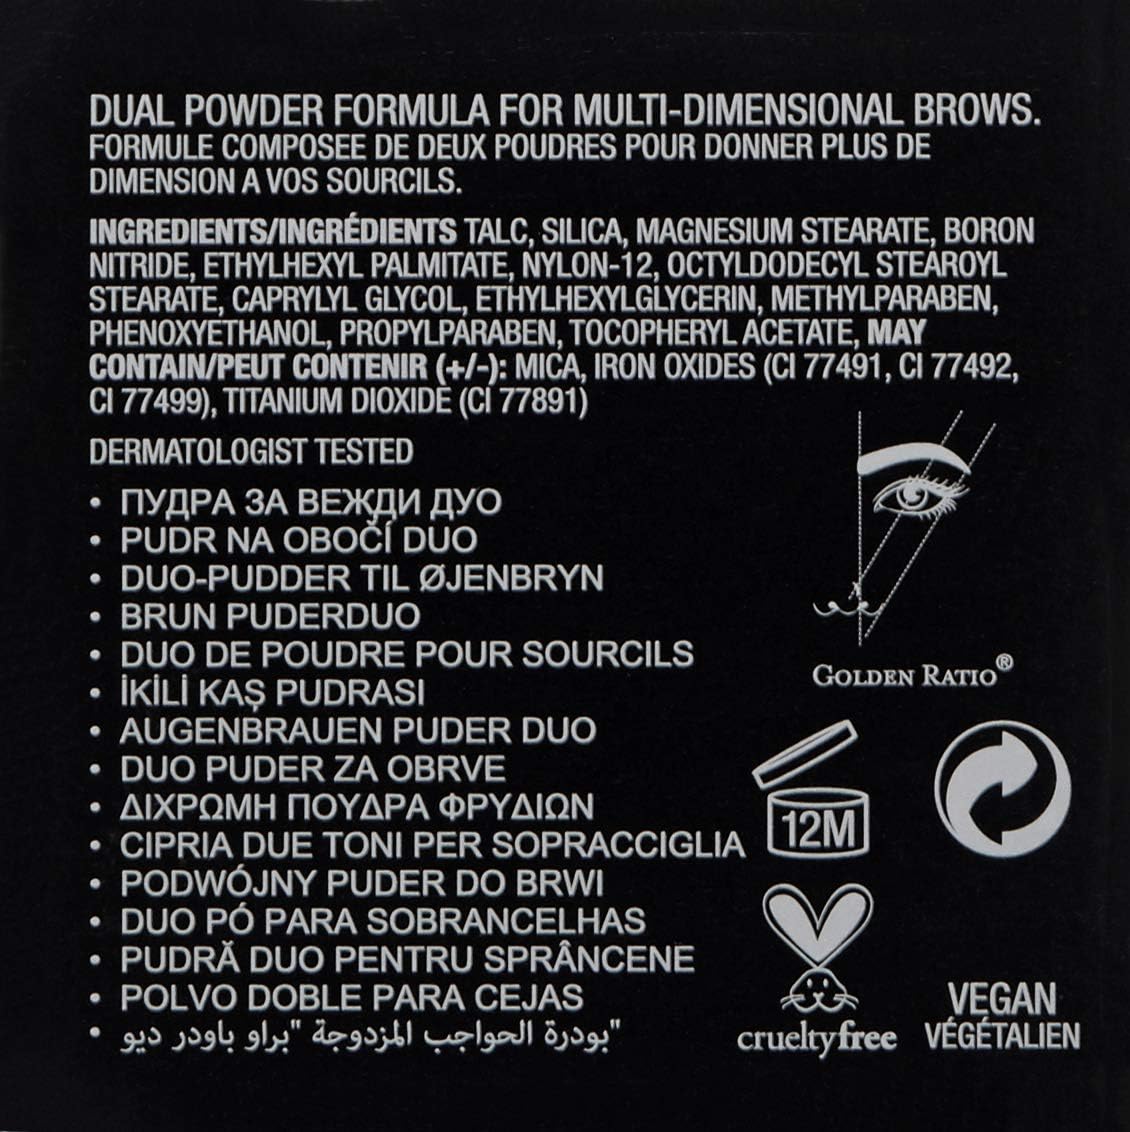 DUAL POWDER FORMULA FOR MULTI-DIMENSIONAL BROWS.
FORMULE COMPOSEE DE DEUX POUDRES POUR DONNER PLUS DE
DIMENSION A VOS SOURCILS.
INGREDIENTS/INGRÉDIENTS TALC, SILICA, MAGNESIUM STEARATE, BORON
NITRIDE, ETHYLHEXYL PALMITATE, NYLON-12, OCTYLDODECYL STEAROYL
STEARATE, CAPRYLYL GLYCOL, ETHYLHEXYLGLYCERIN, METHYLPARABEN,
PHENOXYETHANOL, PROPYLPARABEN, TOCOPHERYL ACETATE, MAY
CONTAIN/PEUT CONTENIR (+/-): MICA, IRON OXIDES (CI 77491, CI 77492,
CI 77499), TITANIUM DIOXIDE (CI 77891)
DERMATOLOGIST TESTED
• ПУДРА ЗА ВЕЖДИ ДУО
• PUDR NA OBOČÍ DUO
• DUO-PUDDER TIL ØJENBRYN
• BRUN PUDERDUO
• DUO DE POUDRE POUR SOURCILS
• İKİLİ KAŞ PUDRASI
• AUGENBRAUEN PUDER DUO
• DUO PUDER ZA OBRVE
• ΔΙΧΡΩΜΗ ΠΟΥΔΡΑ ΦΡΥΔΙΩΝ
• CIPRIA DUE TONI PER SOPRACCIGLIA
• PODWÓJNY PUDER DO BRWI
• DUO PÓ PARA SOBRANCELHAS
• PUDRĂ DUO PENTRU SPRÂNCENE
• POLVO DOBLE PARA CEJAS
• بودرة الحواجب المزدوجة "براو باودر ديو"
GOLDEN RATIO®
12M
crueltyfree
VEGAN
VÉGÉTALIEN